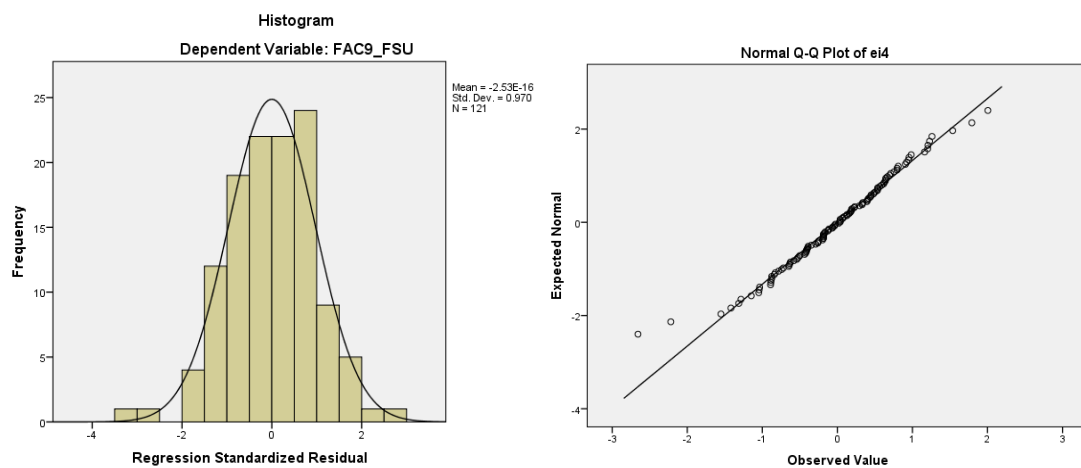 Histogram
Dependent Variable: FAC9_FSU
Mean = -2.53E-16
Std. Dev. = 0.970
N = 121
25
20
15
10
5
0
Frequency
-4 -2 0 2
Regression Standardized Residual
Normal Q-Q Plot of ei4
2
0
-2
-4
Expected Normal
-3 -2 -1 0 1 2 3
Observed Value